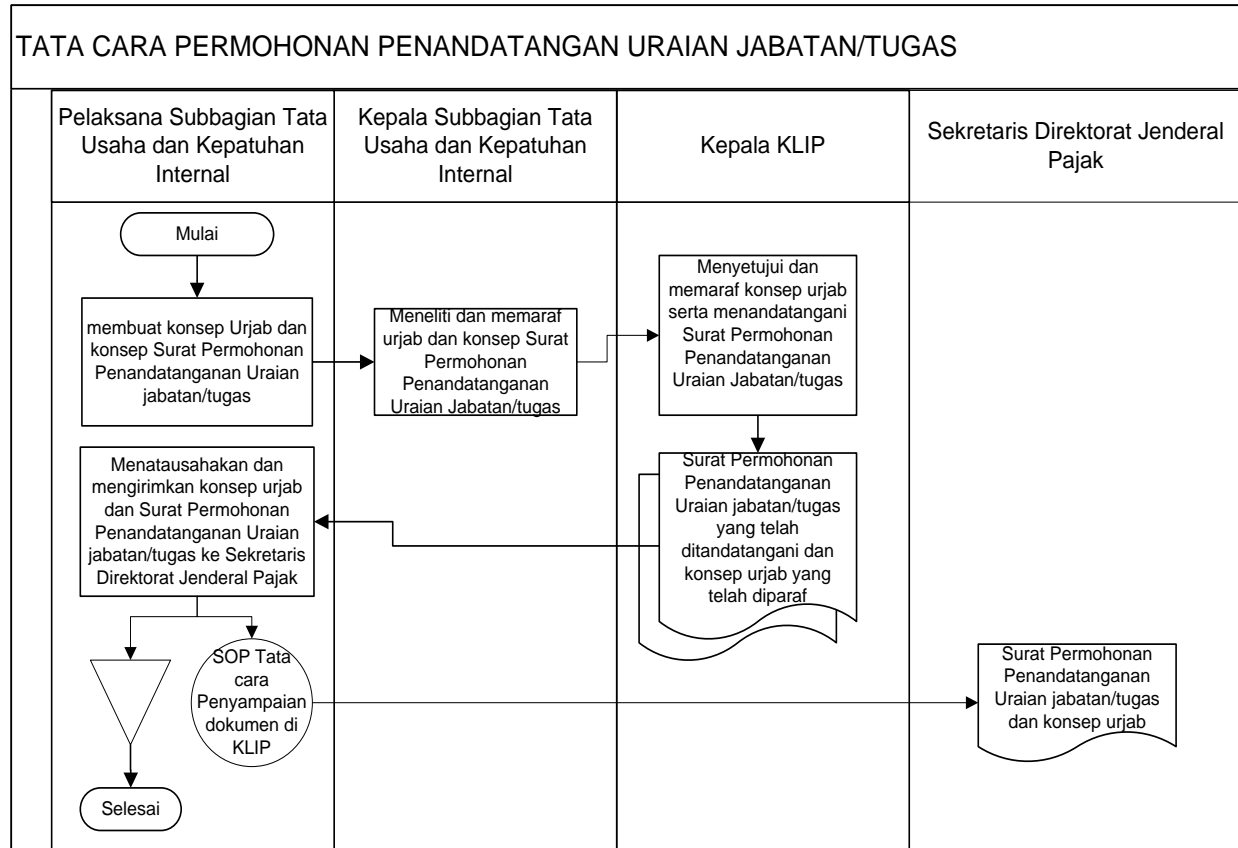 TATA CARA PERMOHONAN PENANDATANGAN URAIAN JABATAN/TUGAS
Pelaksana Subbagian Tata
Usaha dan Kepatuhan
Internal
Kepala Subbagian Tata
Usaha dan Kepatuhan
Internal
Kepala KLIP
Sekretaris Direktorat Jenderal
Pajak
Mulai
membuat konsep Urjab dan
konsep Surat Permohonan
Penandatanganan Uraian
jabatan/tugas
Meneliti dan memaraf
urjab dan konsep Surat
Permohonan
Penandatanganan
Uraian Jabatan/tugas
Menyetujui dan
memaraf konsep urjab
serta menandatangani
Surat Permohonan
Penandatanganan
Uraian Jabatan/tugas
Surat Permohonan
Penandatanganan
Uraian jabatan/tugas
yang telah
ditandatangani dan
konsep urjab yang
telah diparaf
Menatausahakan dan
mengirimkan konsep urjab
dan Surat Permohonan
Penandatanganan Uraian
jabatan/tugas ke Sekretaris
Direktorat Jenderal Pajak
SOP Tata
cara
Penyampaian
dokumen di
KLIP
Surat Permohonan
Penandatanganan
Uraian jabatan/tugas
dan konsep urjab
Selesai